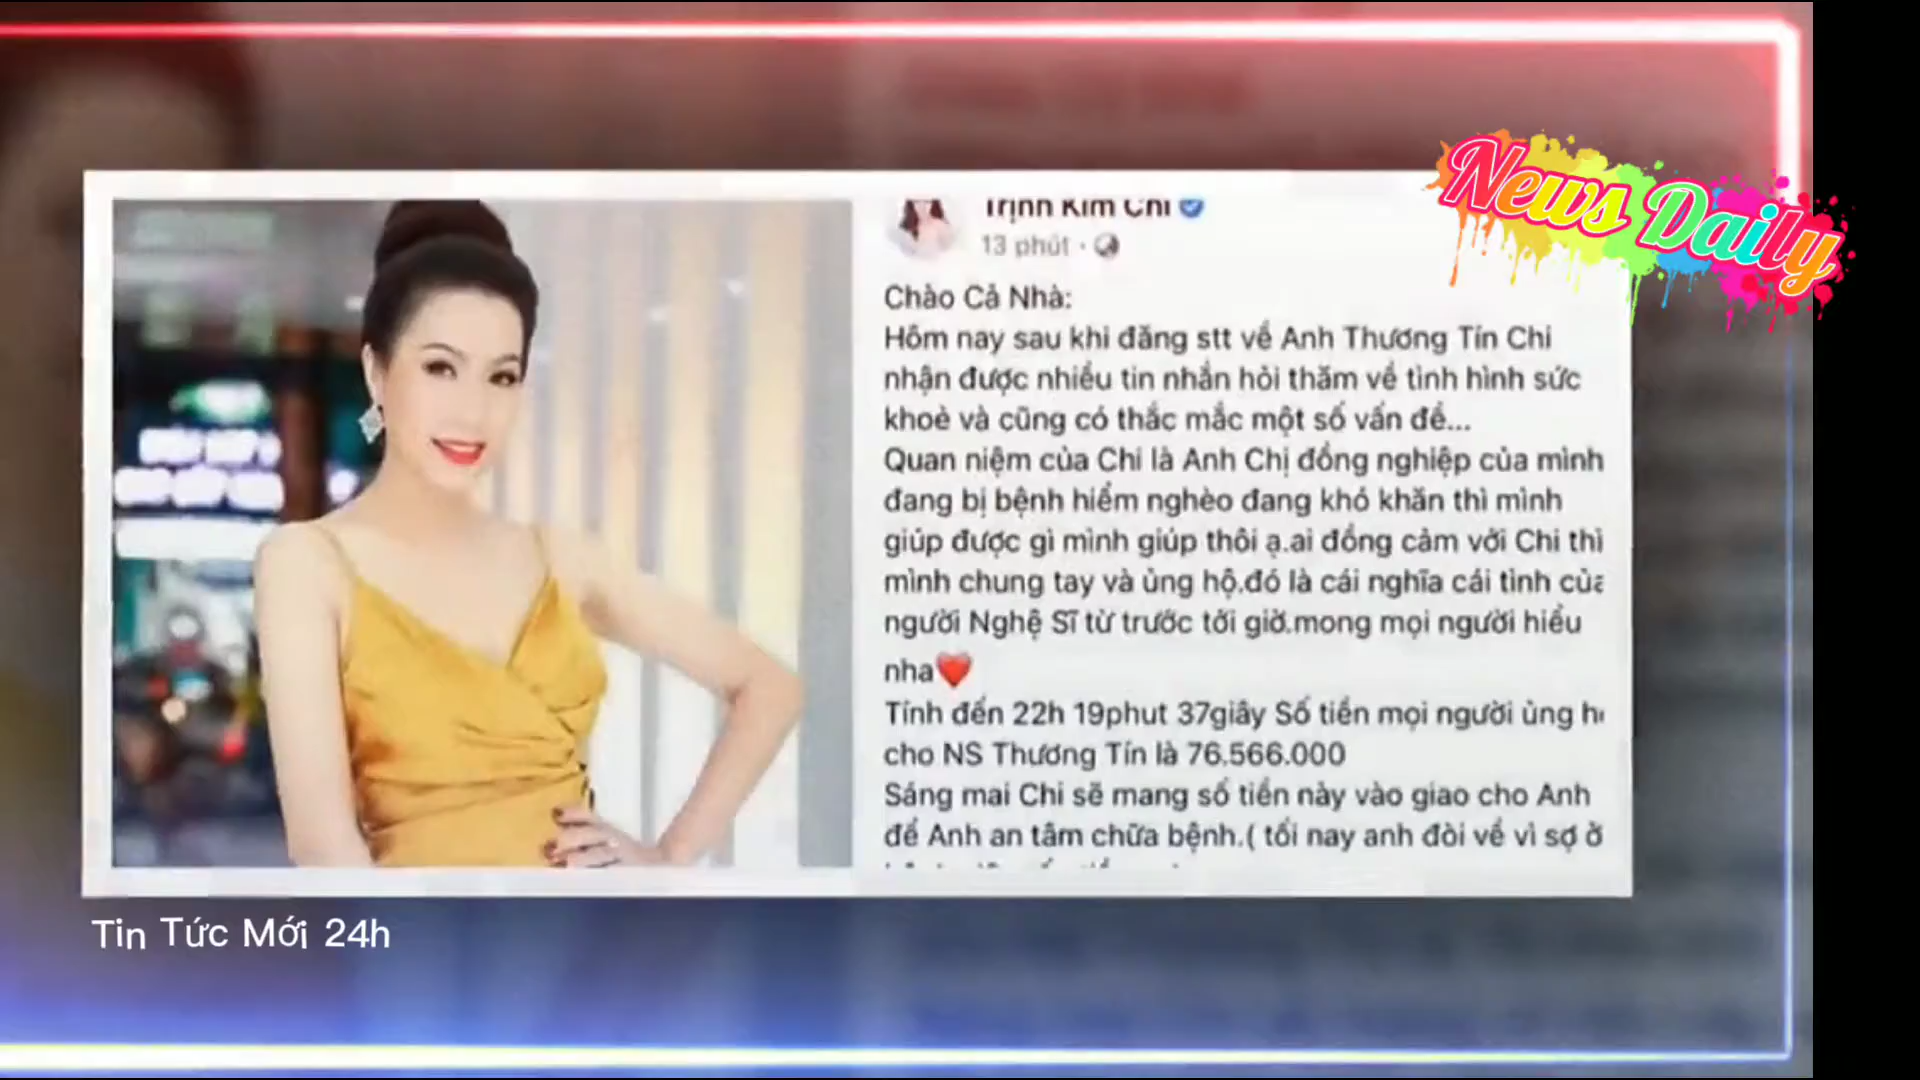 News Daily
Trịnh Kim Chi
13 phút
Chào Cả Nhà:
Hôm nay sau khi đăng stt về Anh Thương Tín Chi
nhận được nhiều tin nhắn hỏi thăm về tình hình sức
khoẻ và cũng có thắc mắc một số vấn đề...
Quan niệm của Chi là Anh Chị đồng nghiệp của mình
đang bị bệnh hiểm nghèo đang khó khăn thì mình
giúp được gì mình giúp thôi ạ.ai đồng cảm với Chi thì
mình chung tay và ủng hộ.đó là cái nghĩa cái tình của
người Nghệ Sĩ từ trước tới giờ.mong mọi người hiểu
nha❤️
Tính đến 22h 19phut 37giây Số tiền mọi người ủng
cho NS Thương Tín là 76.566.000
Sáng mai Chi sẽ mang số tiền này vào giao cho Anh
để Anh an tâm chữa bệnh.( tối nay anh đòi về vì sợ ở
Tin Tức Mới 24h